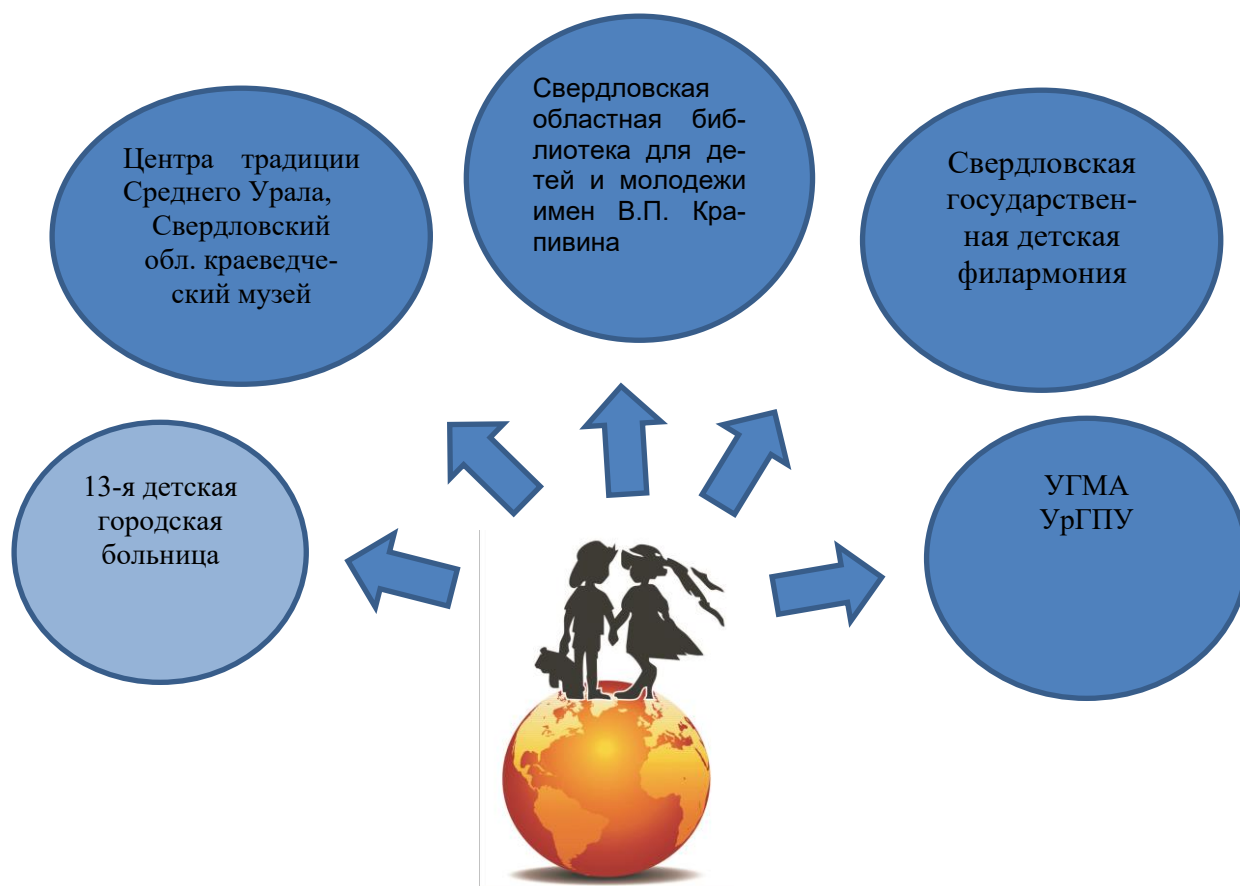 Центра традиции
Среднего Урала,
Свердловский
обл. краеведче-
ский музей
Свердловская
областная биб-
лиотека для де-
тей и молодежи
имен В.П. Кра-
пивина
Свердловская
государствен-
ная детская
филармония
13-я детская
городская
больница
УГМА
УрГПУ